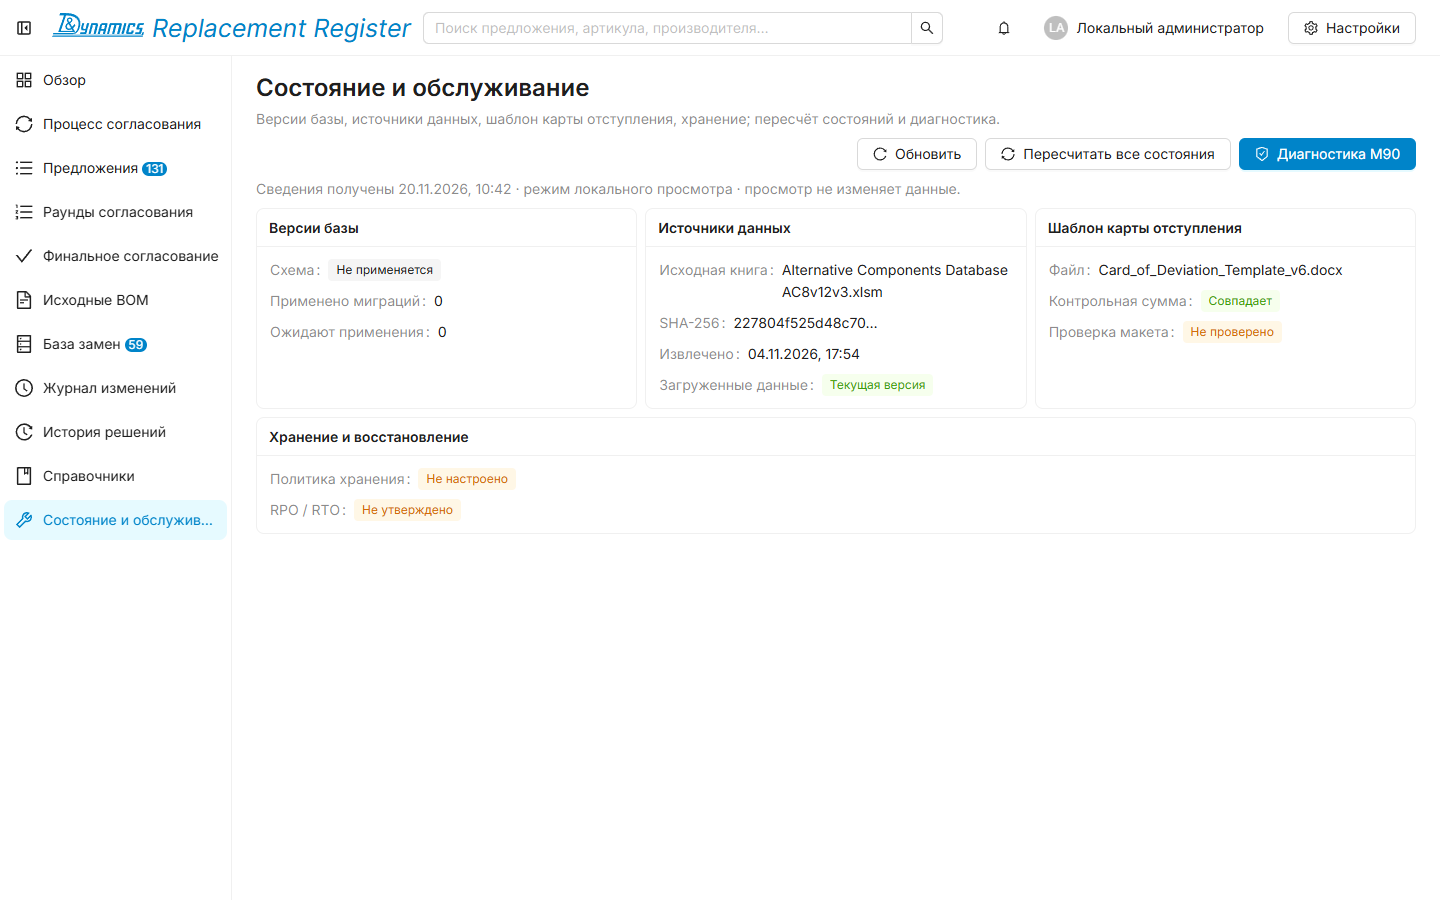 Dynamics Replacement Register
Поиск предложения, артикула, производителя...
LA Локальный администратор
Настройки
Обзор
Процесс согласования
Предложения 131
Раунды согласования
Финальное согласование
Исходные BOM
База замен 59
Журнал изменений
История решений
Справочники
Состояние и обслужив...
Состояние и обслуживание
Версии базы, источники данных, шаблон карты отступления, хранение; пересчёт состояний и диагностика.
Обновить
Пересчитать все состояния
Диагностика M90
Сведения получены 20.11.2026, 10:42 · режим локального просмотра · просмотр не изменяет данные.
Версии базы
Схема: Не применяется
Применено миграций: 0
Ожидают применения: 0
Источники данных
Исходная книга: Alternative Components Database
AC8v12v3.xlsm
SHA-256: 227804f525d48c70...
Извлечено: 04.11.2026, 17:54
Загруженные данные: Текущая версия
Шаблон карты отступления
Файл: Card_of_Deviation_Template_v6.docx
Контрольная сумма: Совпадает
Проверка макета: Не проверено
Хранение и восстановление
Политика хранения: Не настроено
RPO / RTO: Не утверждено